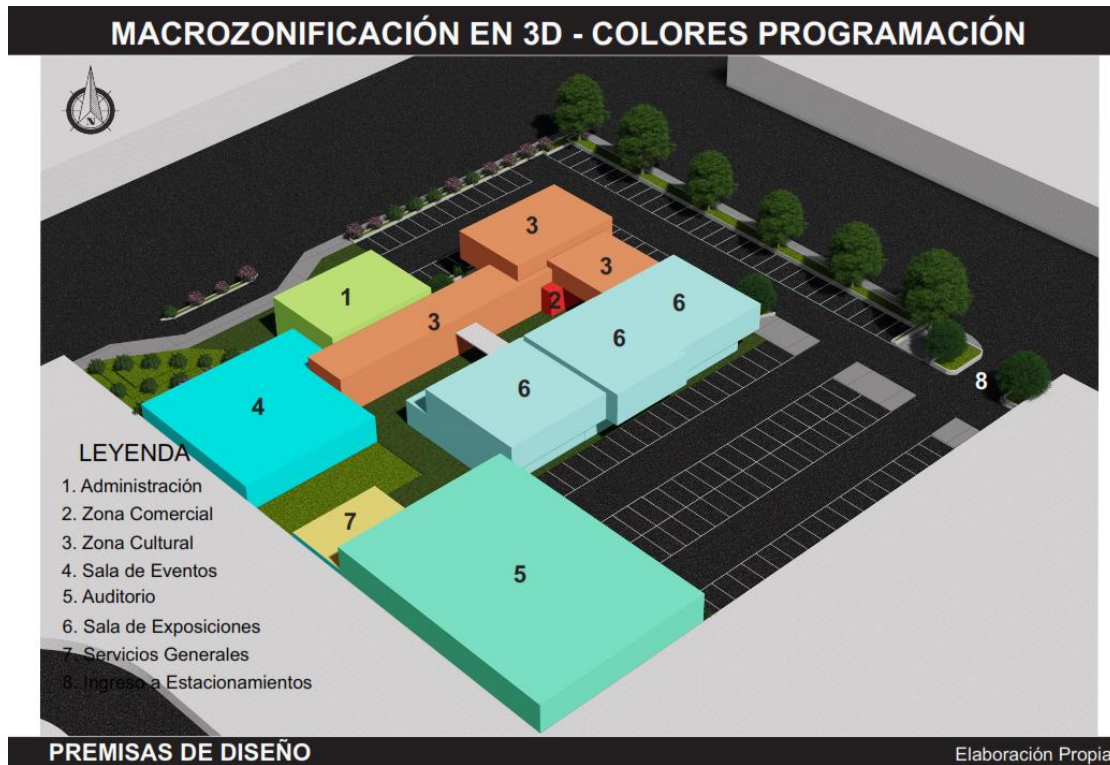 MACROZONIFICACIÓN EN 3D - COLORES PROGRAMACIÓN
N
3
3
1
2
6
3
6
6
8
4
LEYENDA
1. Administración
2. Zona Comercial
3. Zona Cultural
4. Sala de Eventos
5. Auditorio
6. Sala de Exposiciones
7. Servicios Generales
8. Ingreso a Estacionamientos
7
5
PREMISAS DE DISEÑO
Elaboración Propia